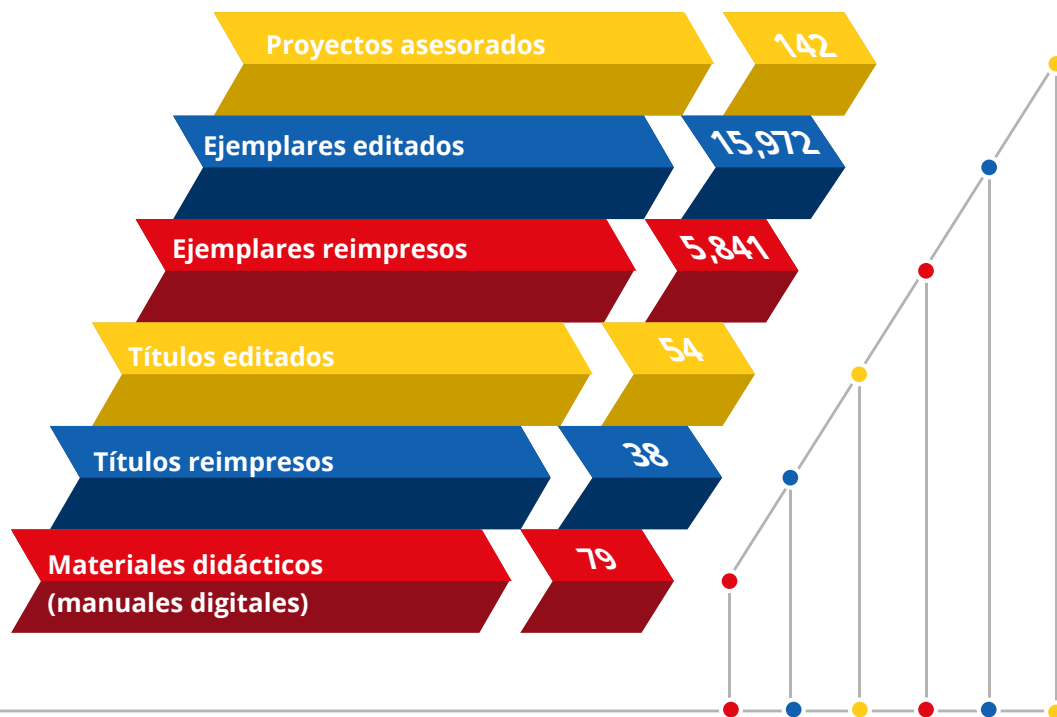 Proyectos asesorados 142
Ejemplares editados 15,972
Ejemplares reimpresos 5,841
Títulos editados 54
Títulos reimpresos 38
Materiales didácticos 79
(manuales digitales)